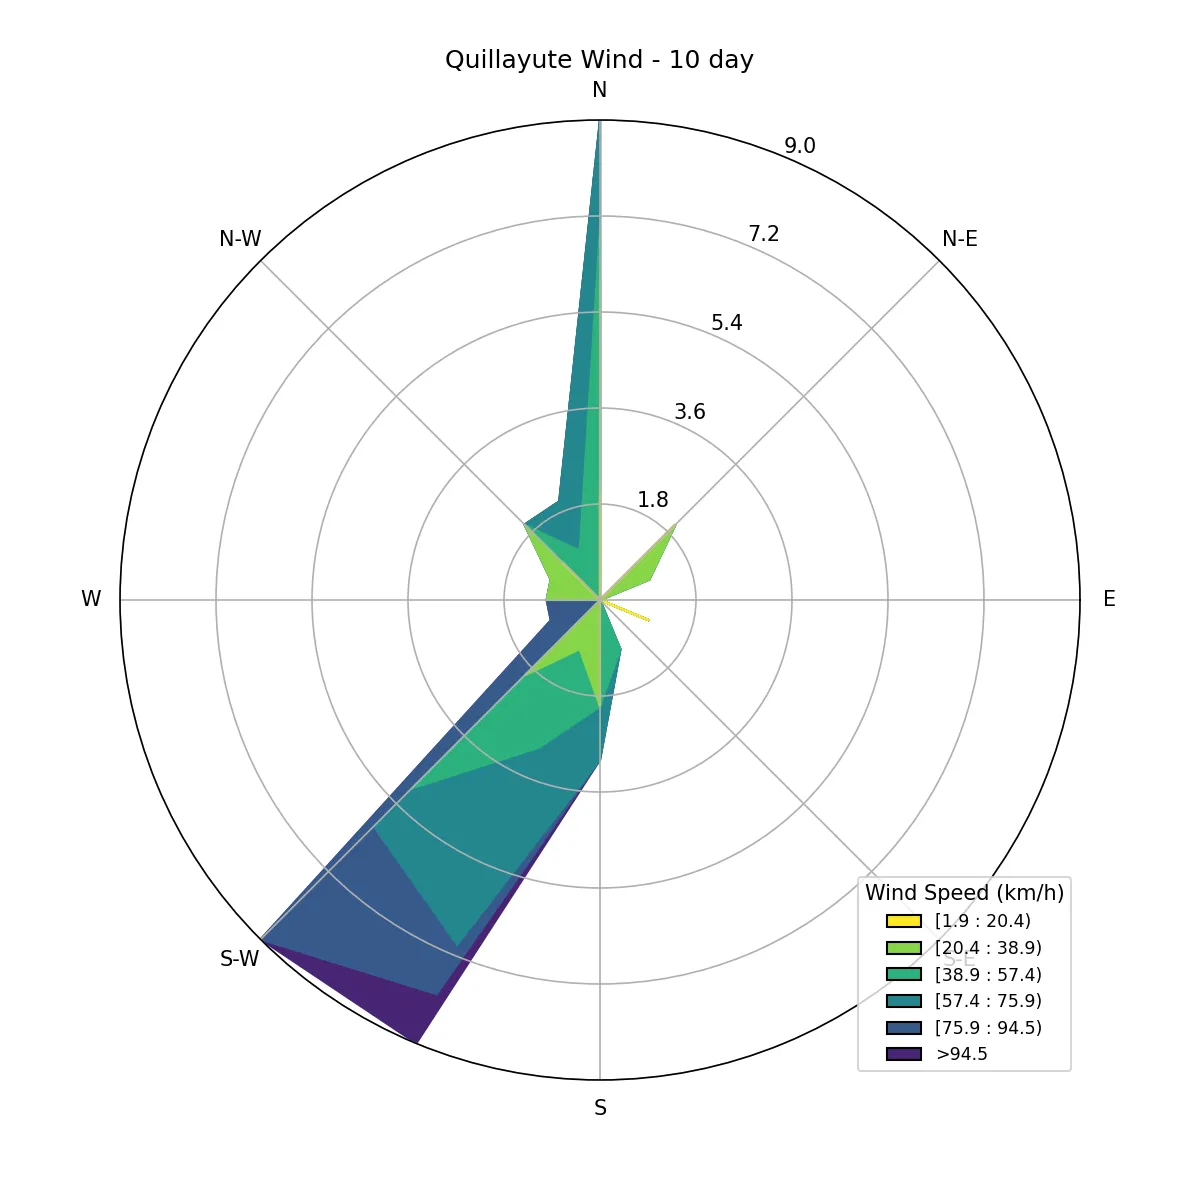 Quillayute Wind - 10 day
N
9.0
N-W
7.2
N-E
5.4
3.6
1.8
W
E
S-W
S-E
Wind Speed (km/h)
[1.9 : 20.4)
[20.4 : 38.9)
[38.9 : 57.4)
[57.4 : 75.9)
[75.9 : 94.5)
>94.5
S